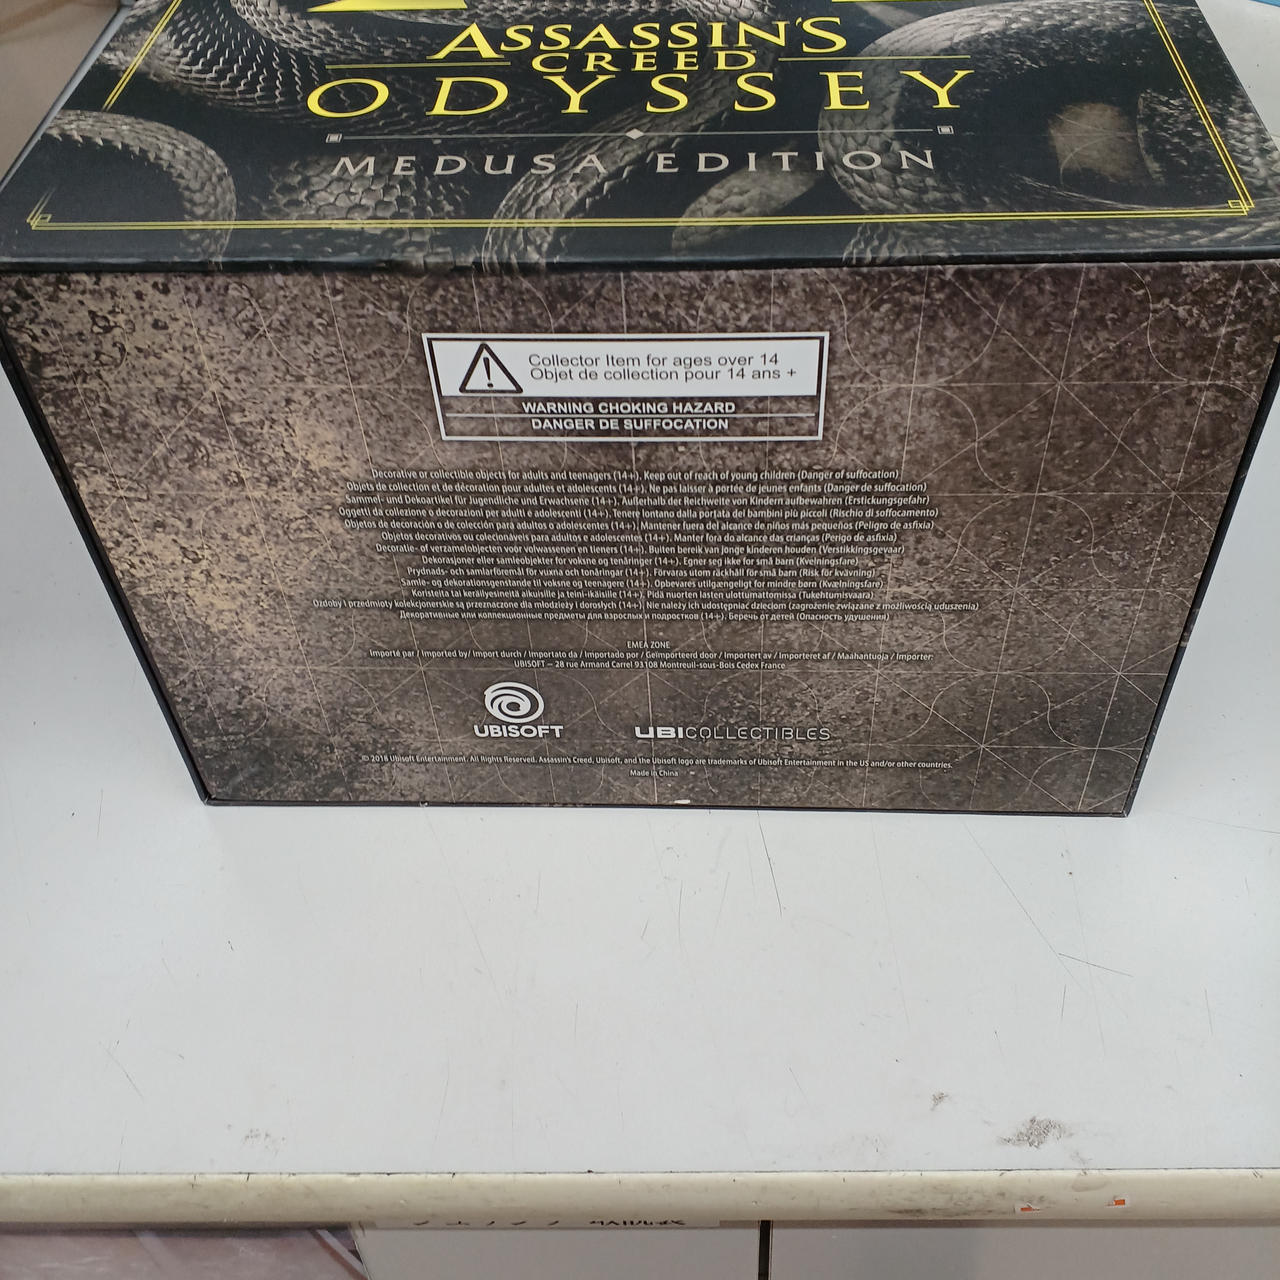 ASSASSIN'S
CREED
ODYSSEY
MEDUSA EDITION
Collector Item for ages over 14
Objet de collection pour 14 ans +
WARNING CHOKING HAZARD
DANGER DE SUFFOCATION
Decorative or collectible objects for adults and teenagers (14+). Keep out of reach of young children (Danger of suffocation)
Objets de collection et de décoration pour adultes et adolescents (14+). Ne pas laisser à portée de jeunes enfants (Danger de suffocation)
Sammel- und Dekoartikel für Jugendliche und Erwachsene (14+). Außerhalb der Reichweite von Kindern aufbewahren (Erstickungsgefahr)
Oggetti da collezione o decorazioni per adulti e adolescenti (14+). Tenere lontano dalla portata dei bambini più piccoli (Rischio di soffocamento)
Objetos de decoración o de colección para adultos o adolescentes (14+). Mantener fuera del alcance de niños más pequeños (Peligro de asfixia)
Objetos decorativos ou colecionáveis para adultos e adolescentes (14+). Manter fora do alcance das crianças (Perigo de asfixia)
Decoratie- of verzamelobjecten voor volwassenen en tieners (14+). Buiten bereik van jonge kinderen houden (Verstikkingsgevaar)
Dekorasjoner eller samleobjekter for voksne og tenåringer (14+). Egner seg ikke for små barn (Kvelningsfare)
Prydnads- och samlarföremål för vuxna och tonåringar (14+). Förvaras utom räckhåll för små barn (Risk för kvävning)
Samle- og dekorationsgenstande til voksne og teenagere (14+). Opbevares utilgængeligt for mindre børn (Kvælningsfare)
Koristeita tai keräilyesineitä aikuisille ja teini-ikäisille (14+). Pidä nuorten lasten ulottumattomissa (Tukehtumisvaara)
Ozdoby i przedmioty kolekcjonerskie są przeznaczone dla młodzieży i dorosłych (14+). Nie należy ich udostępniać dzieciom (zagrożenie związane z możliwością uduszenia)
Декоративные или коллекционные предметы для взрослых и подростков (14+). Беречь от детей (Опасность удушения)
EMEA ZONE
Importé par / Imported by/ Import durch / Importato da / Importado por / Geïmporteerd door / Importert av / Importeret af / Maahantuoja / Importer:
UBISOFT – 28 rue Armand Carrel 93108 Montreuil-sous-Bois Cedex France
UBISOFT
UBICOLLECTIBLES
© 2018 Ubisoft Entertainment. All Rights Reserved. Assassin's Creed, Ubisoft, and the Ubisoft logo are trademarks of Ubisoft Entertainment in the US and/or other countries.
Made in China